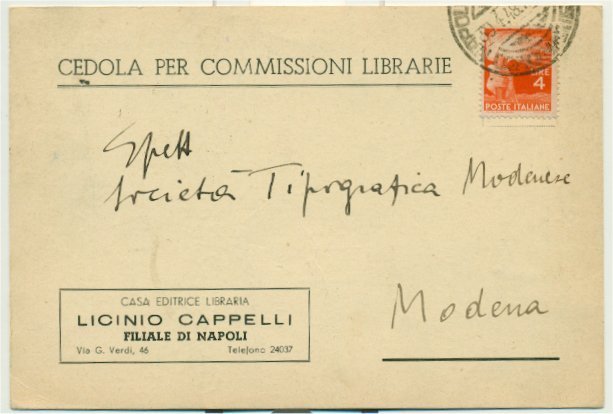 CEDOLA PER COMMISSIONI LIBRARIE
LIRE
4
POSTE ITALIANE
Spett
Società Tipografica Modenese
Modena
CASA EDITRICE LIBRARIA
LICINIO CAPPELLI
FILIALE DI NAPOLI
Via G. Verdi, 46 Telefono 24037